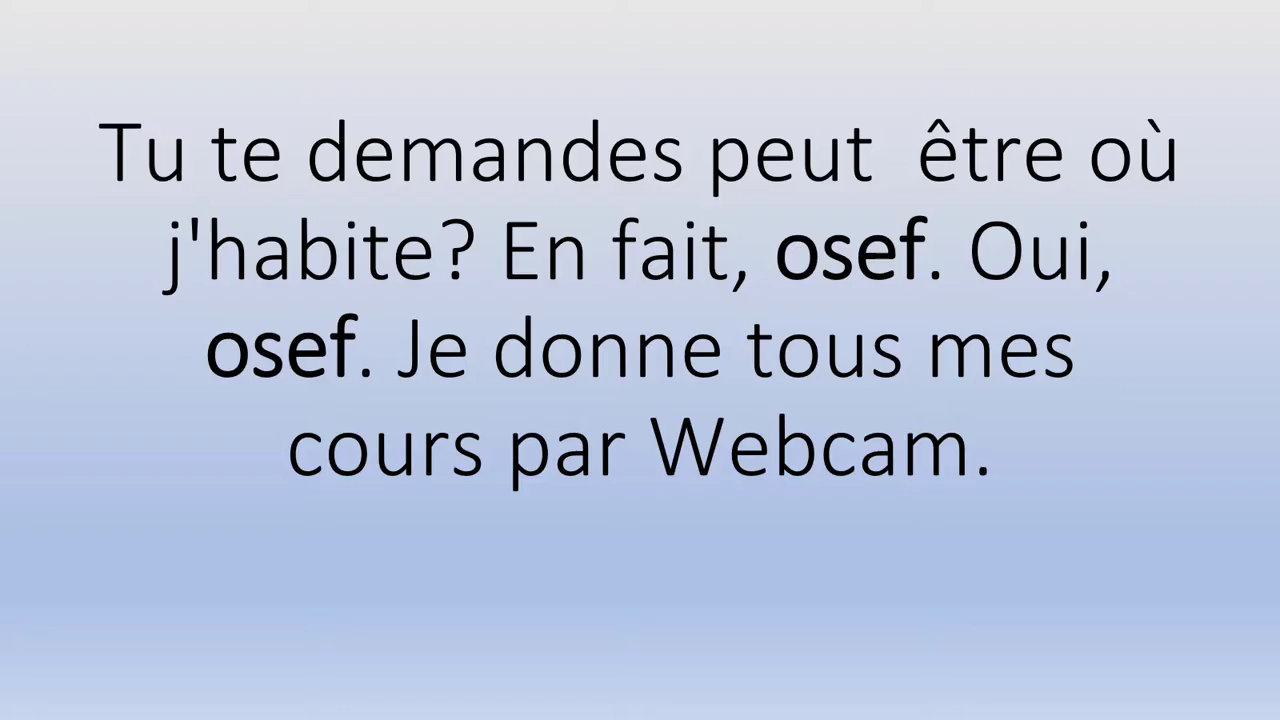 Tu te demandes peut  être où
j'habite? En fait, osef. Oui,
osef. Je donne tous mes
cours par Webcam.